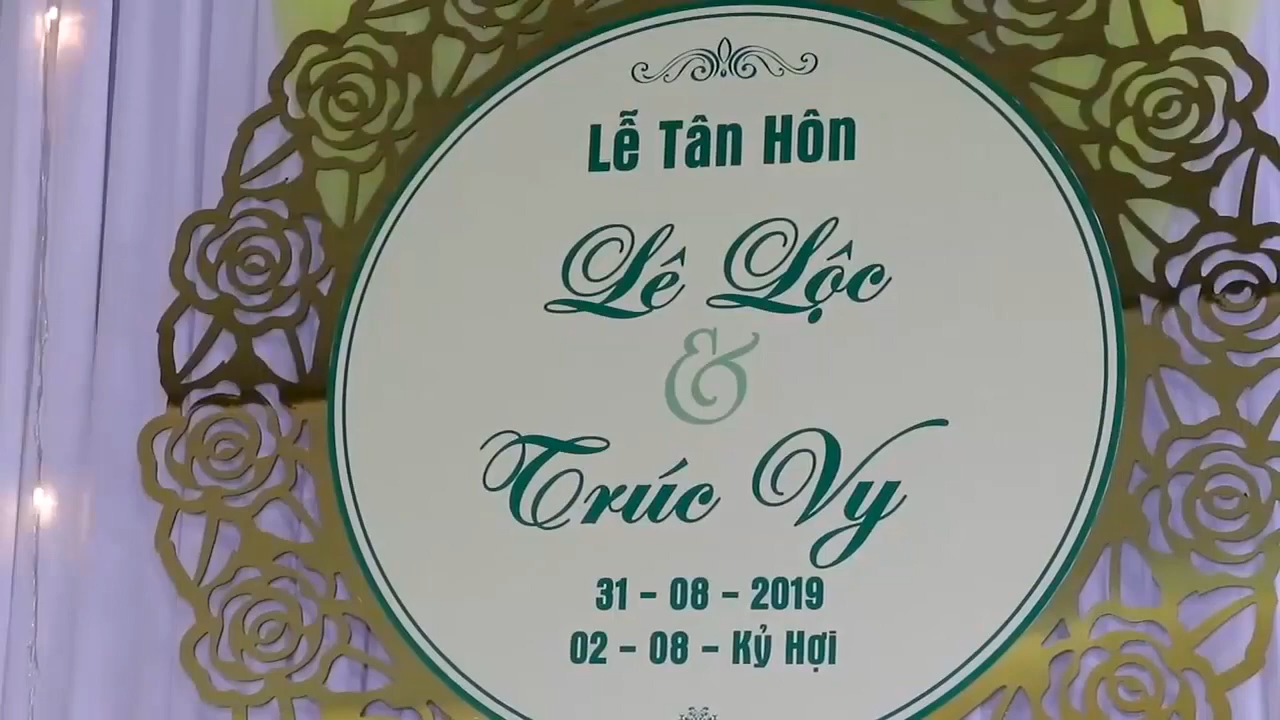 Lễ Tân Hôn
Lê Lộc
&
Trúc Vy
31 - 08 - 2019
02 - 08 - Kỷ Hợi